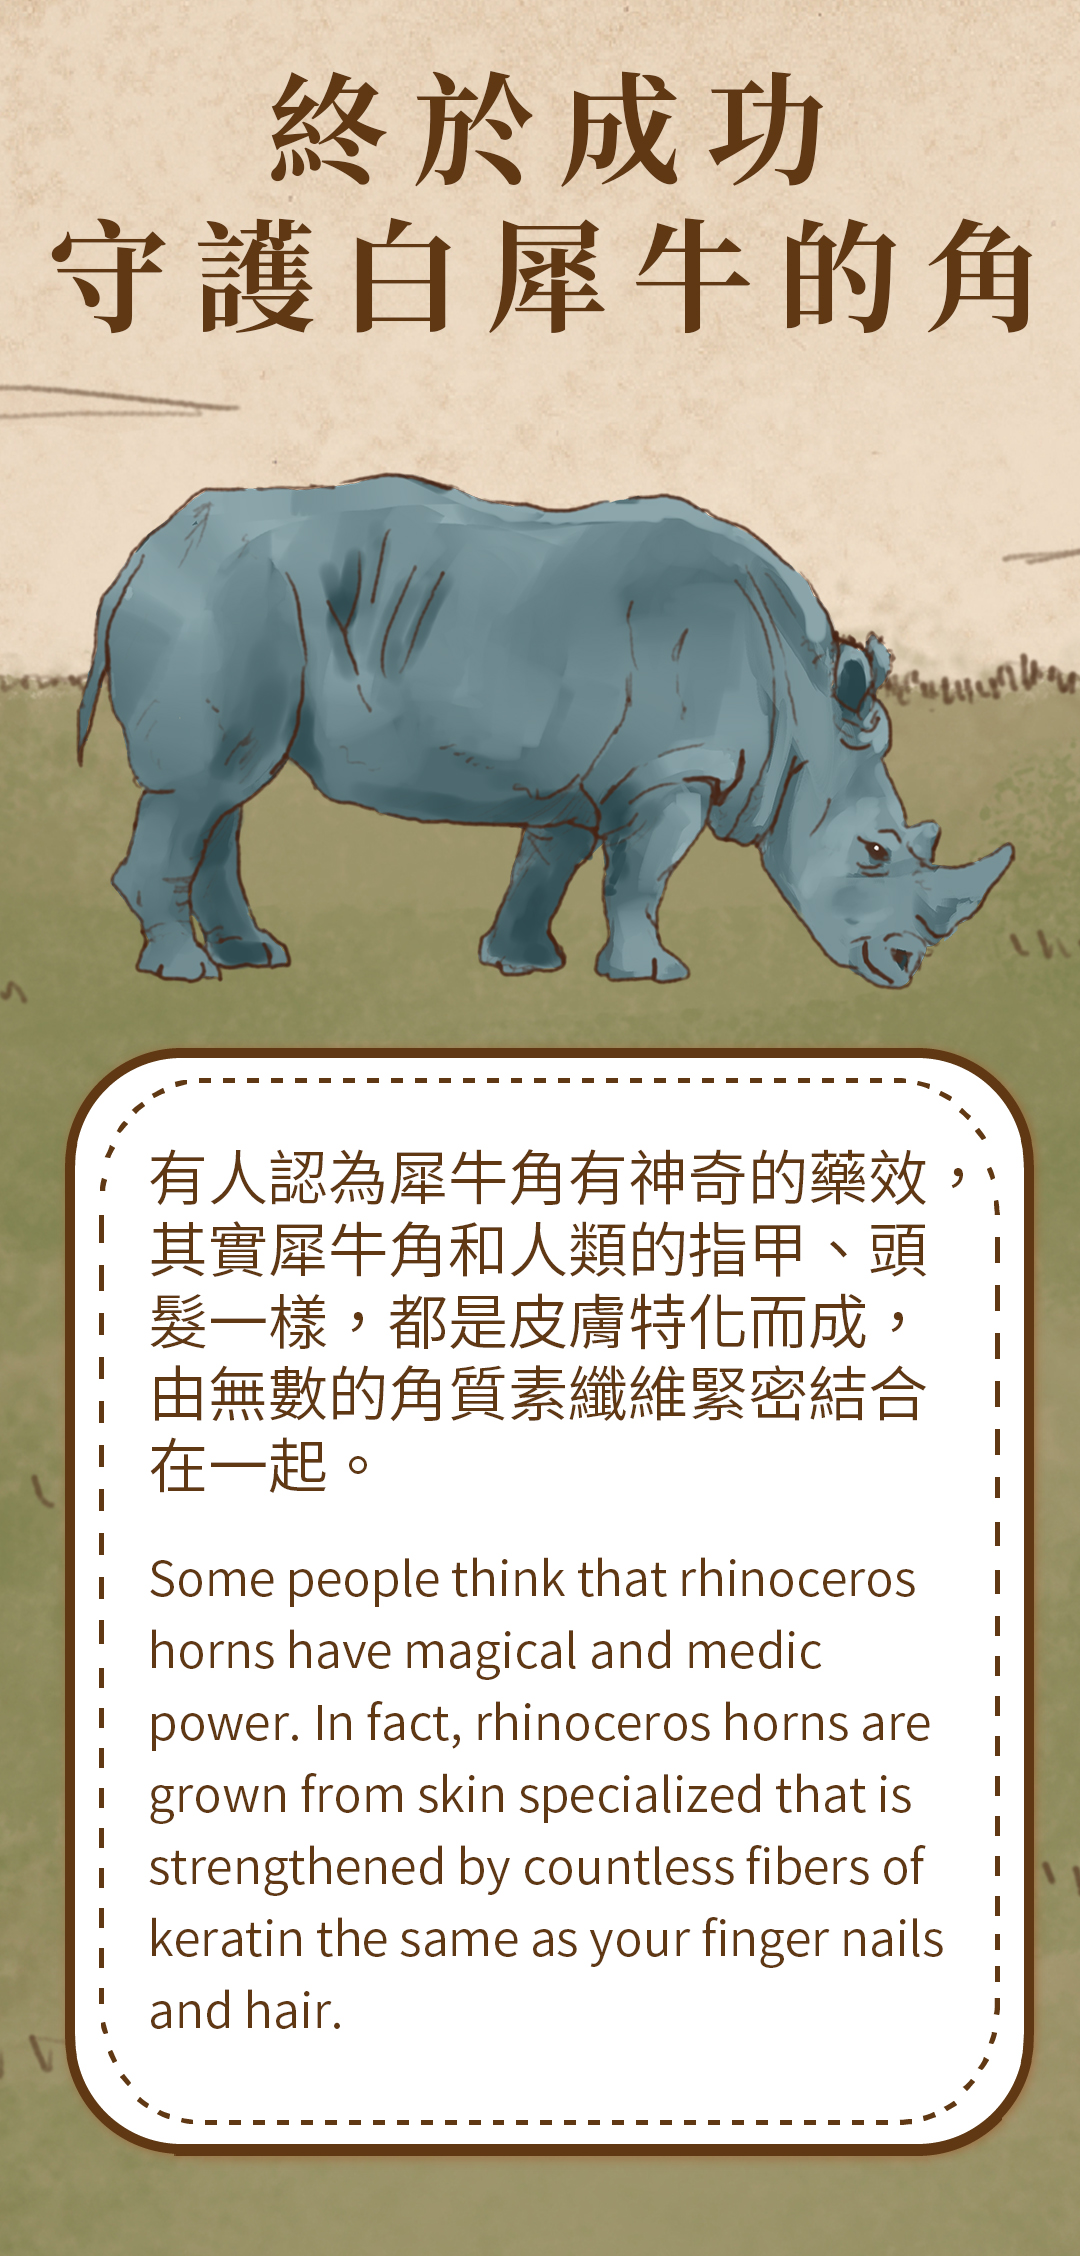 終於成功
守護白犀牛的角
有人認為犀牛角有神奇的藥效，
其實犀牛角和人類的指甲、頭
髮一樣，都是皮膚特化而成，
由無數的角質素纖維緊密結合
在一起。
Some people think that rhinoceros
horns have magical and medic
power. In fact, rhinoceros horns are
grown from skin specialized that is
strengthened by countless fibers of
keratin the same as your finger nails
and hair.